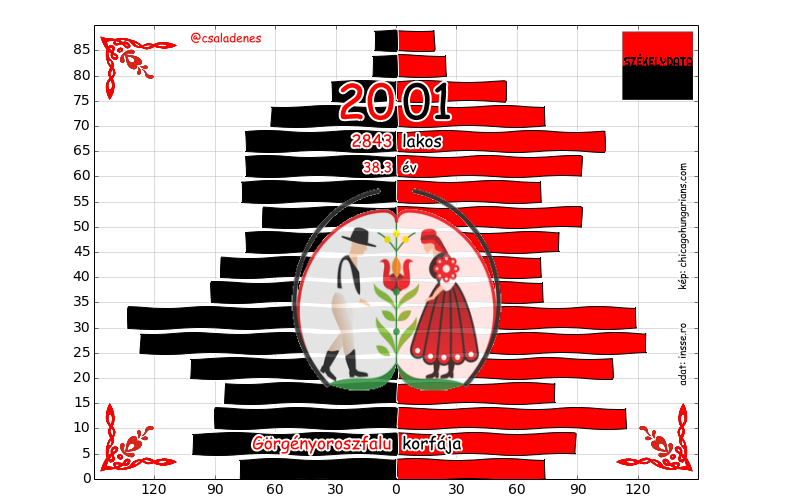 @csaladenes
SZÉKELYDATA
2001
2843 lakos
38.3 év
kép: chicagohungarians.com
adat: insse.ro
Görgényoroszfalu korfája
85
80
75
70
65
60
55
50
45
40
35
30
25
20
15
10
5
0
120 90 60 30 0 30 60 90 120